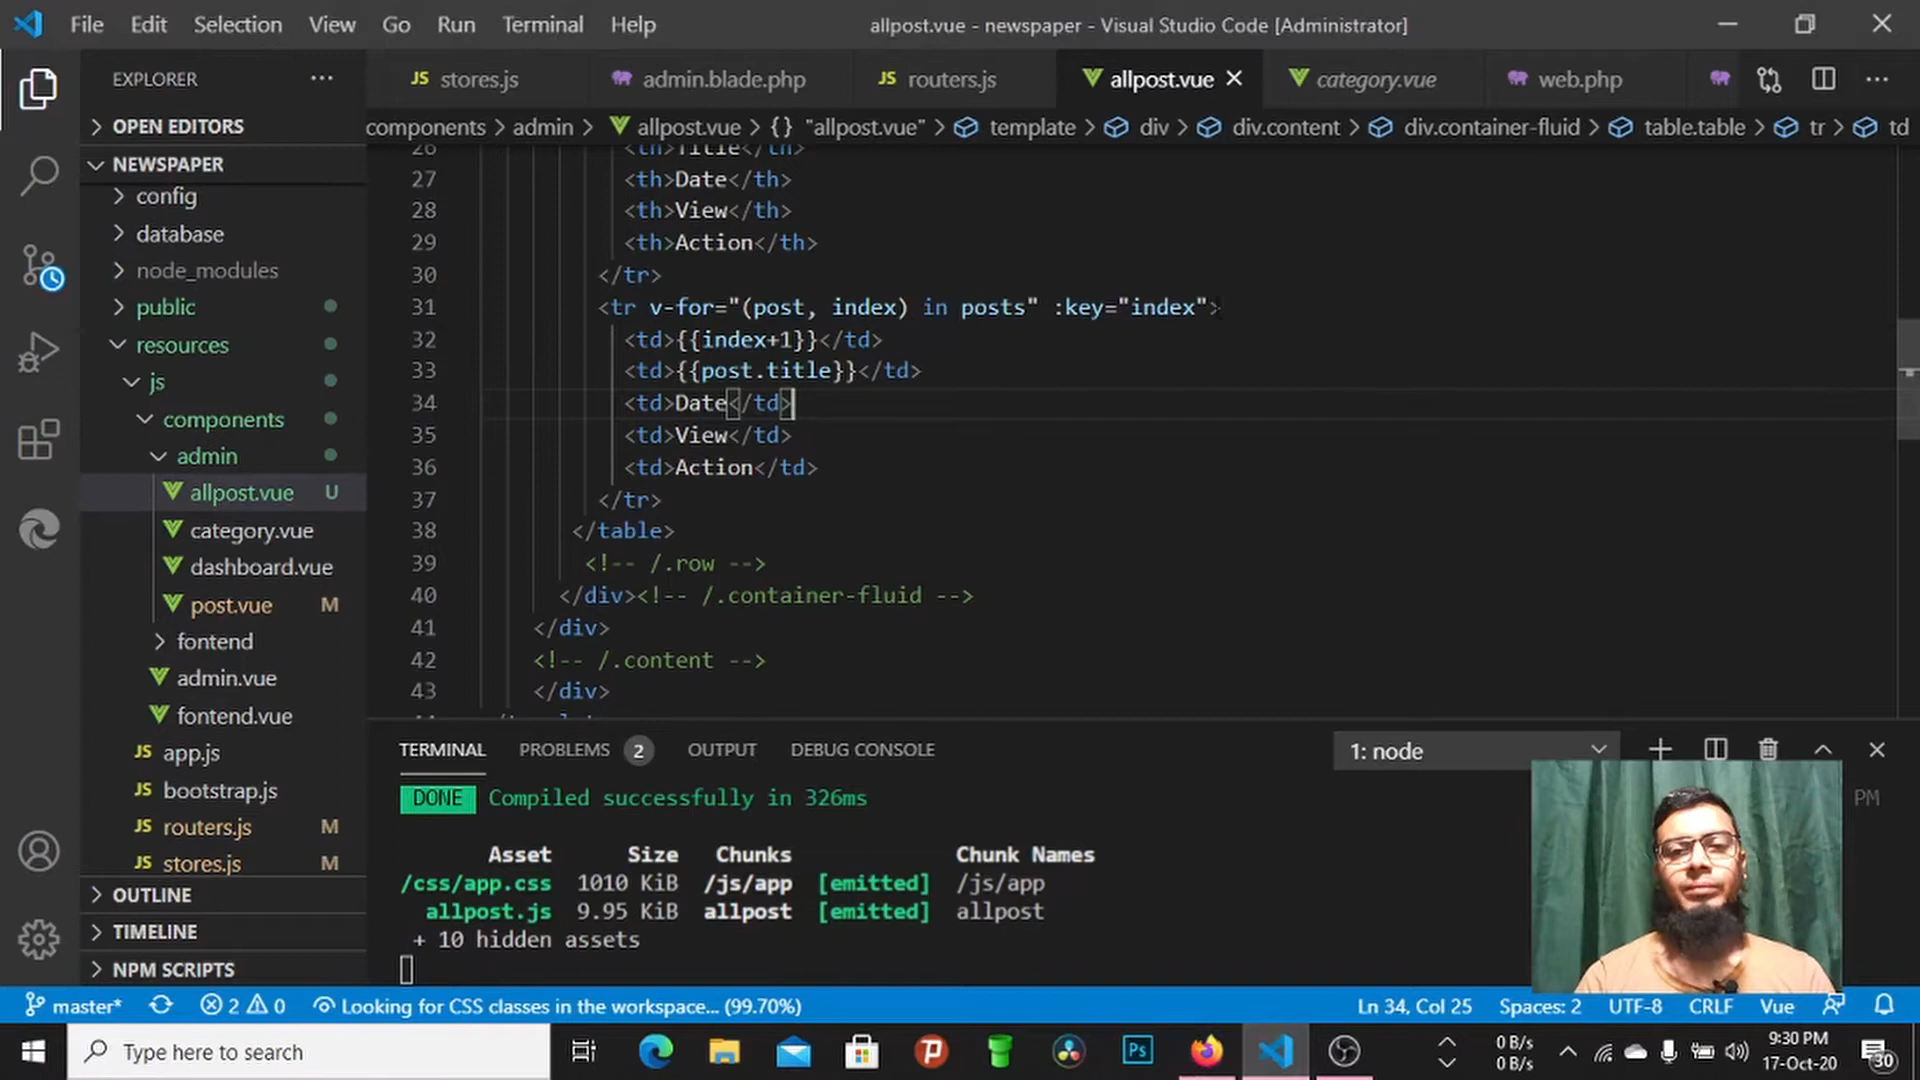 File Edit Selection View Go Run Terminal Help
allpost.vue - newspaper - Visual Studio Code [Administrator]
EXPLORER
JS stores.js
admin.blade.php
JS routers.js
allpost.vue
category.vue
web.php
components > admin > allpost.vue > {} "allpost.vue" > template > div > div.content > div.container-fluid > table.table > tr > td
OPEN EDITORS
NEWSPAPER
config
database
node_modules
public
resources
js
components
admin
allpost.vue U
category.vue
dashboard.vue
post.vue M
fontend
admin.vue
fontend.vue
JS app.js
JS bootstrap.js
JS routers.js M
JS stores.js M
OUTLINE
TIMELINE
NPM SCRIPTS
26 <th>Title</th>
27 <th>Date</th>
28 <th>View</th>
29 <th>Action</th>
30 </tr>
31 <tr v-for="(post, index) in posts" :key="index">
32 <td>{{index+1}}</td>
33 <td>{{post.title}}</td>
34 <td>Date</td>
35 <td>View</td>
36 <td>Action</td>
37 </tr>
38 </table>
39 <!-- /.row -->
40 </div><!-- /.container-fluid -->
41 </div>
42 <!-- /.content -->
43 </div>
TERMINAL PROBLEMS 2 OUTPUT DEBUG CONSOLE
1: node
DONE Compiled successfully in 326ms
PM
Asset Size Chunks Chunk Names
/css/app.css 1010 KiB /js/app [emitted] /js/app
allpost.js 9.95 KiB allpost [emitted] allpost
+ 10 hidden assets
master* 2 0 Looking for CSS classes in the workspace... (99.70%)
Ln 34, Col 25 Spaces: 2 UTF-8 CRLF Vue
Type here to search
Ps
0 B/s
0 B/s
9:30 PM
17-Oct-20
30